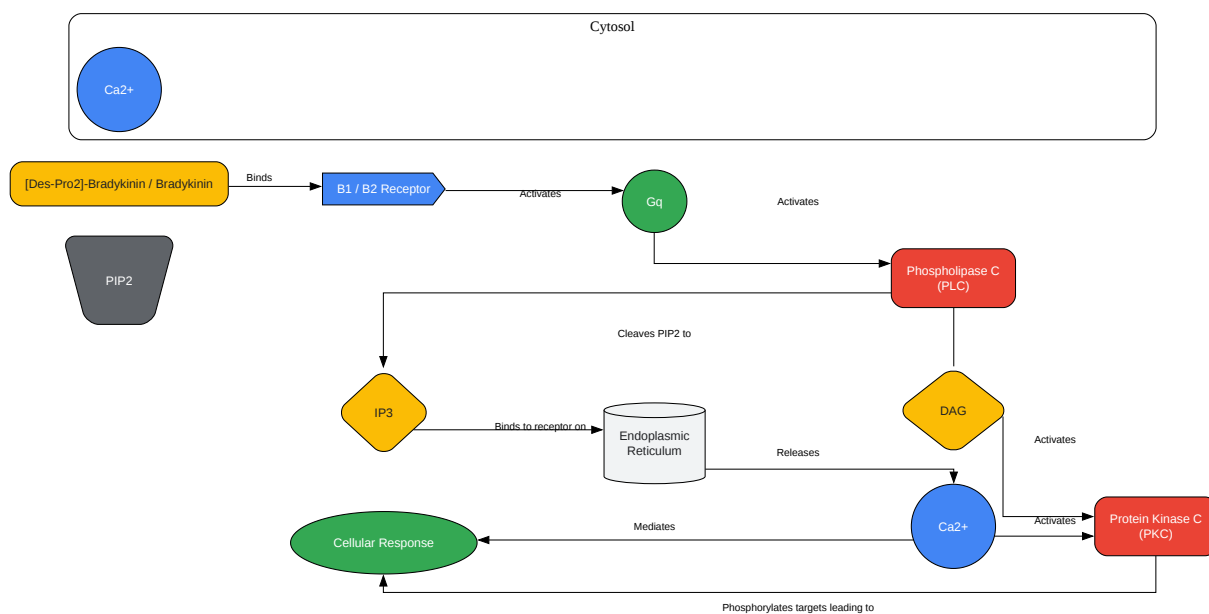 Cytosol
Ca2+
[Des-Pro2]-Bradykinin / Bradykinin
Binds
B1 / B2 Receptor
Activates
Gq
Activates
PIP2
Phospholipase C
(PLC)
Cleaves PIP2 to
IP3
Binds to receptor on
Endoplasmic
Reticulum
DAG
Activates
Releases
Ca2+
Activates
Protein Kinase C
(PKC)
Mediates
Cellular Response
Phosphorylates targets leading to